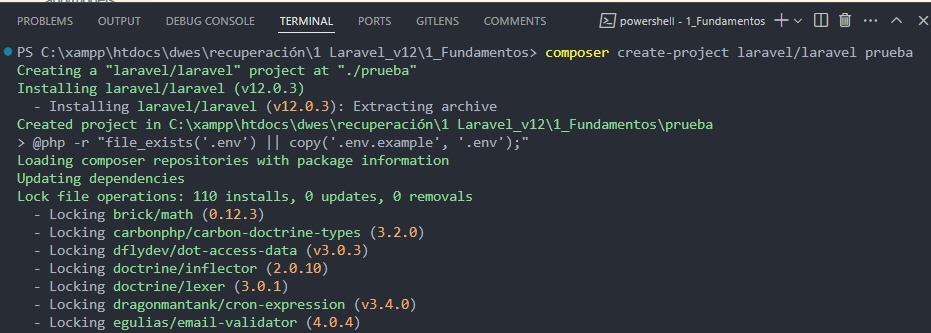 PROBLEMS OUTPUT DEBUG CONSOLE TERMINAL PORTS GITLENS COMMENTS powershell - 1_Fundamentos
PS C:\xampp\htdocs\dwes\recuperación\1 Laravel_v12\1_Fundamentos> composer create-project laravel/laravel prueba
Creating a "laravel/laravel" project at "./prueba"
Installing laravel/laravel (v12.0.3)
  - Installing laravel/laravel (v12.0.3): Extracting archive
Created project in C:\xampp\htdocs\dwes\recuperación\1 Laravel_v12\1_Fundamentos\prueba
> @php -r "file_exists('.env') || copy('.env.example', '.env');"
Loading composer repositories with package information
Updating dependencies
Lock file operations: 110 installs, 0 updates, 0 removals
  - Locking brick/math (0.12.3)
  - Locking carbonphp/carbon-doctrine-types (3.2.0)
  - Locking dflydev/dot-access-data (v3.0.3)
  - Locking doctrine/inflector (2.0.10)
  - Locking doctrine/lexer (3.0.1)
  - Locking dragonmantank/cron-expression (v3.4.0)
  - Locking egulias/email-validator (4.0.4)